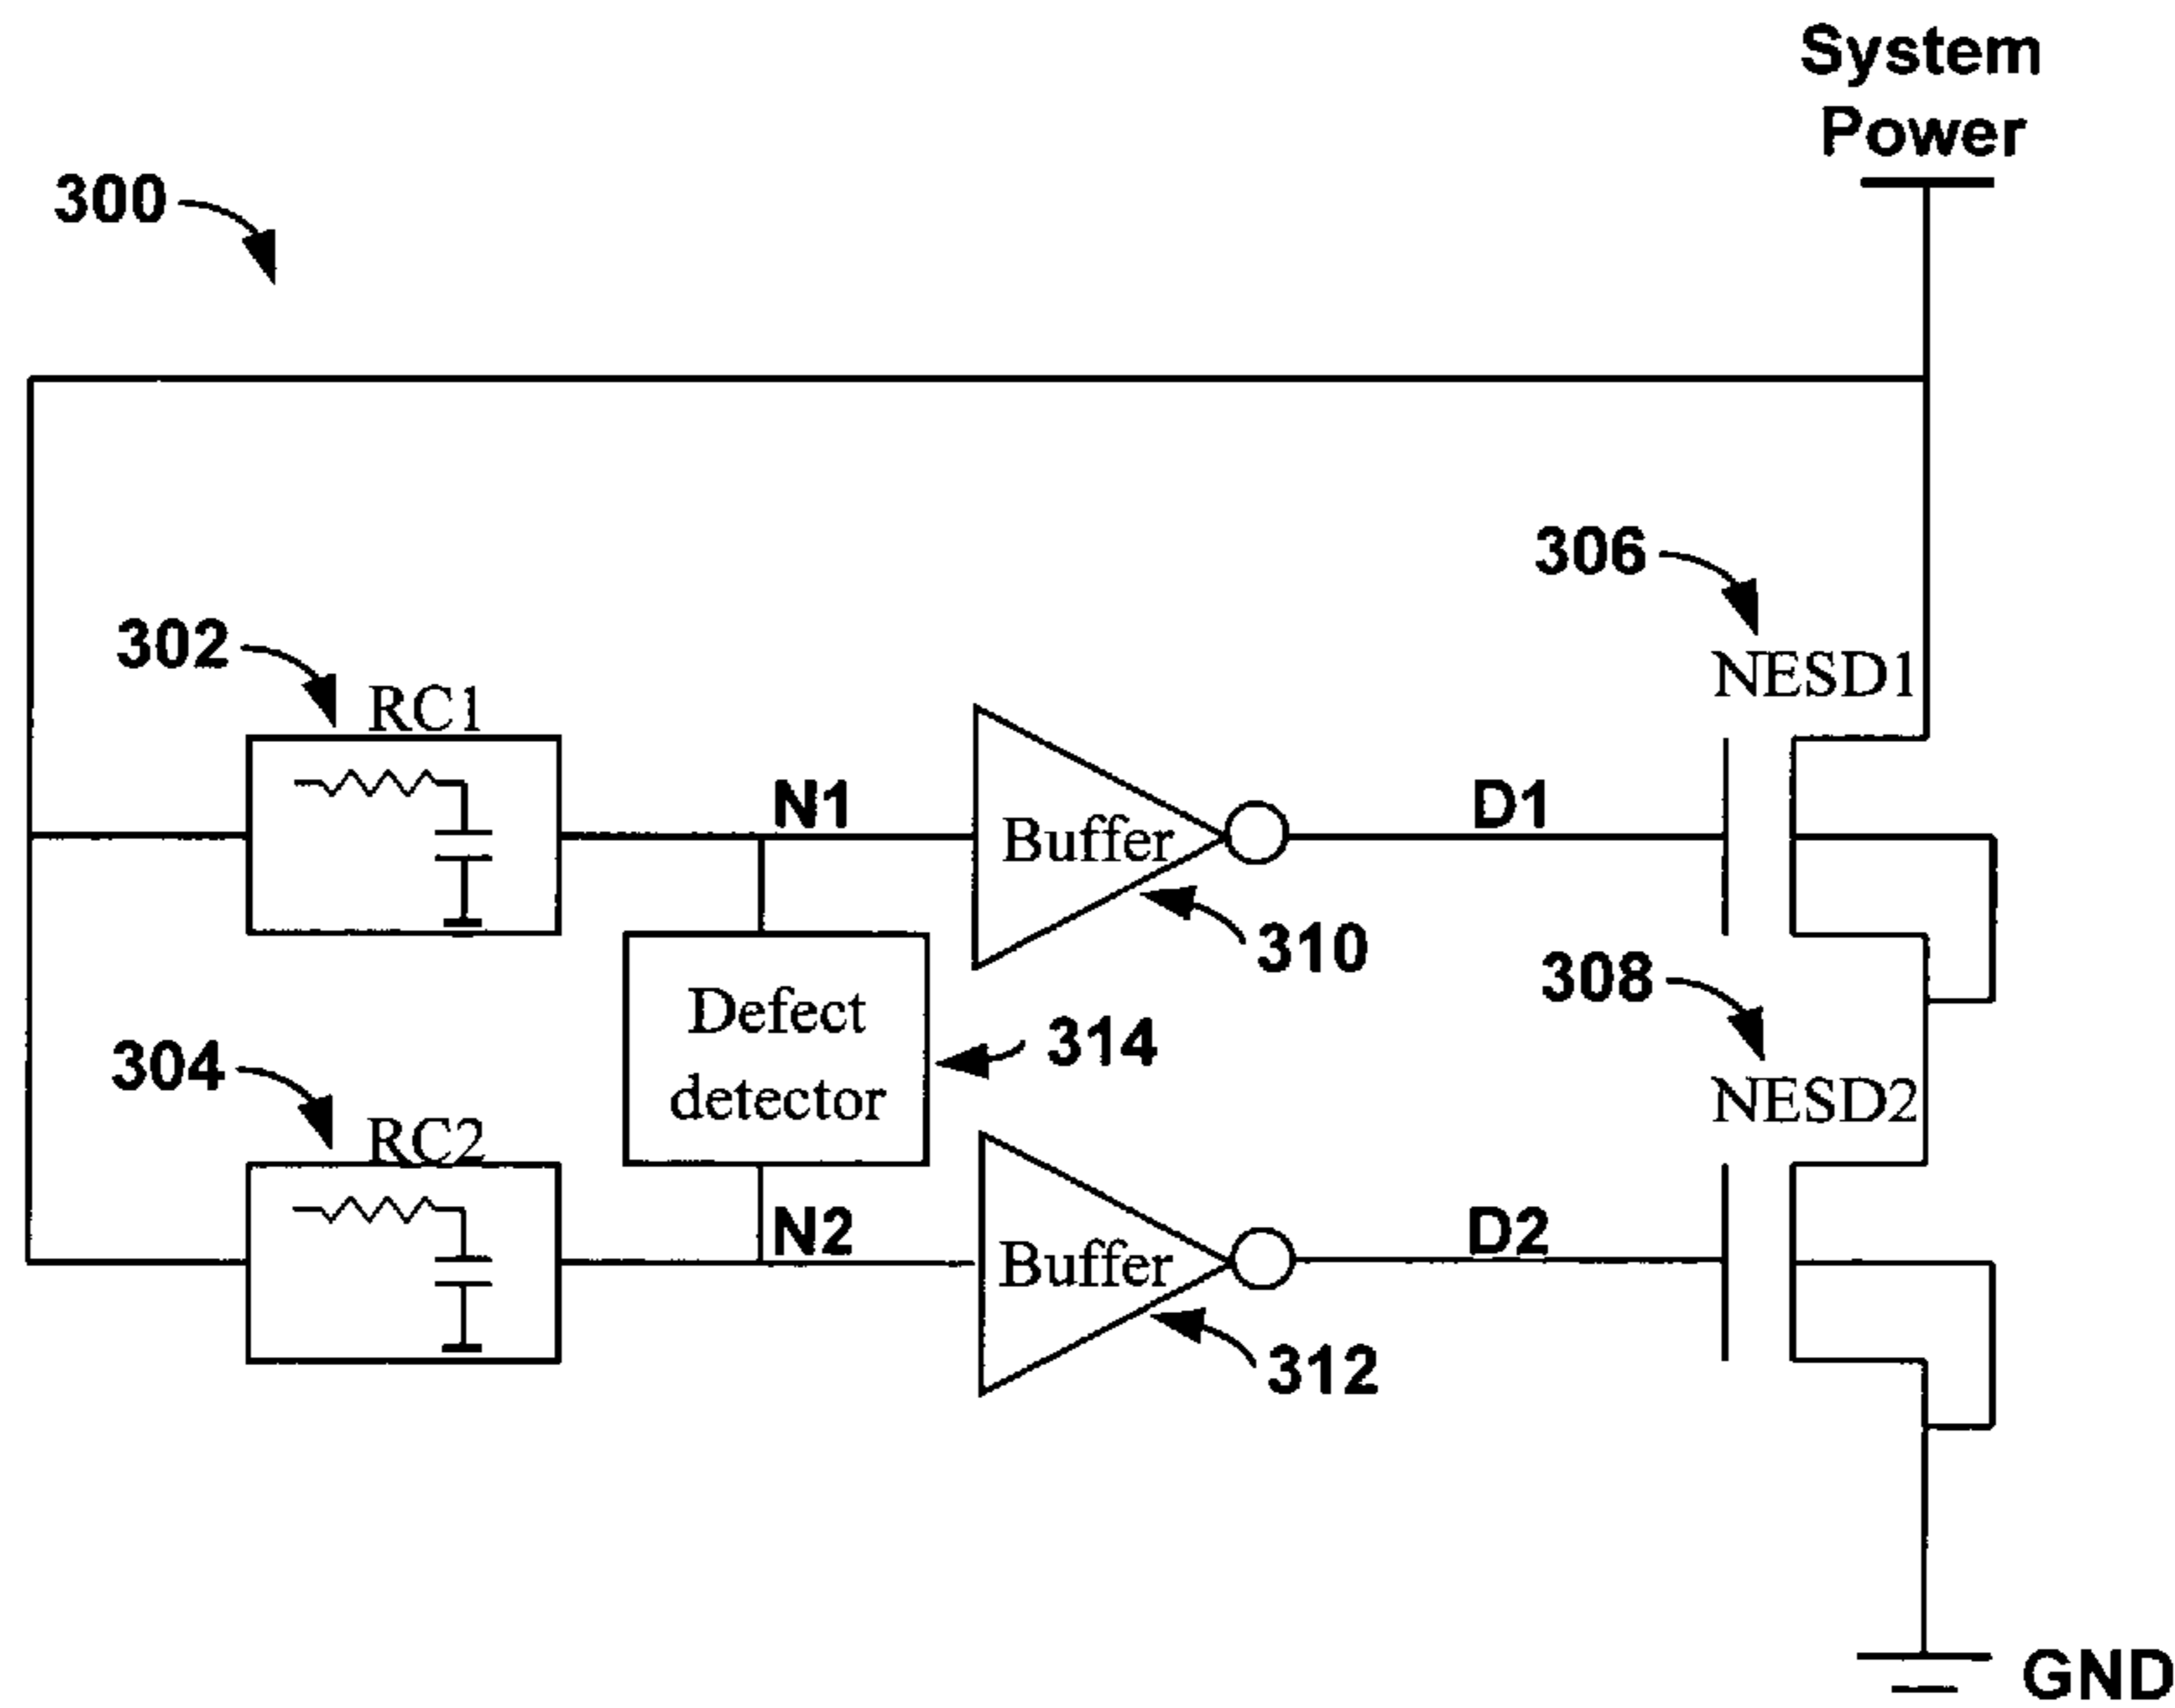 System
Power
300
306
NESD1
302
RC1
N1
Buffer
D1
310
308
Defect
detector
314
304
NESD2
RC2
N2
Buffer
D2
312
GND